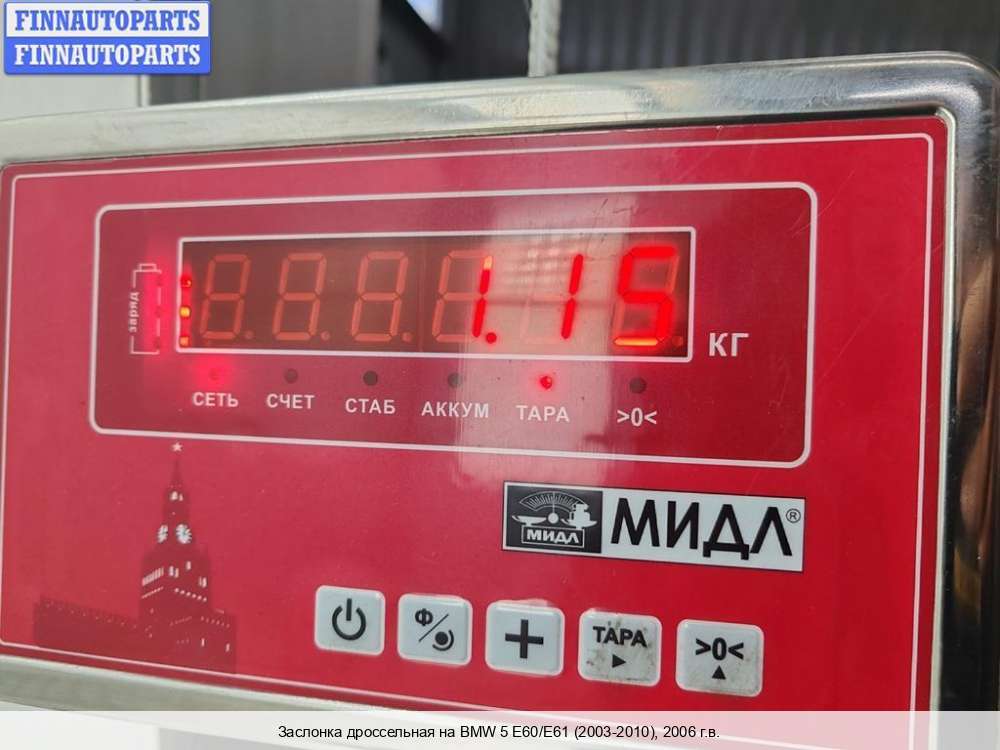 FINNAUTOPARTS
FINNAUTOPARTS
заряд
1.15
КГ
СЕТЬ СЧЕТ СТАБ АККУМ ТАРА >0<
МИДЛ МИДЛ®
Ф ТАРА >0<
Заслонка дроссельная на BMW 5 E60/E61 (2003-2010), 2006 г.в.